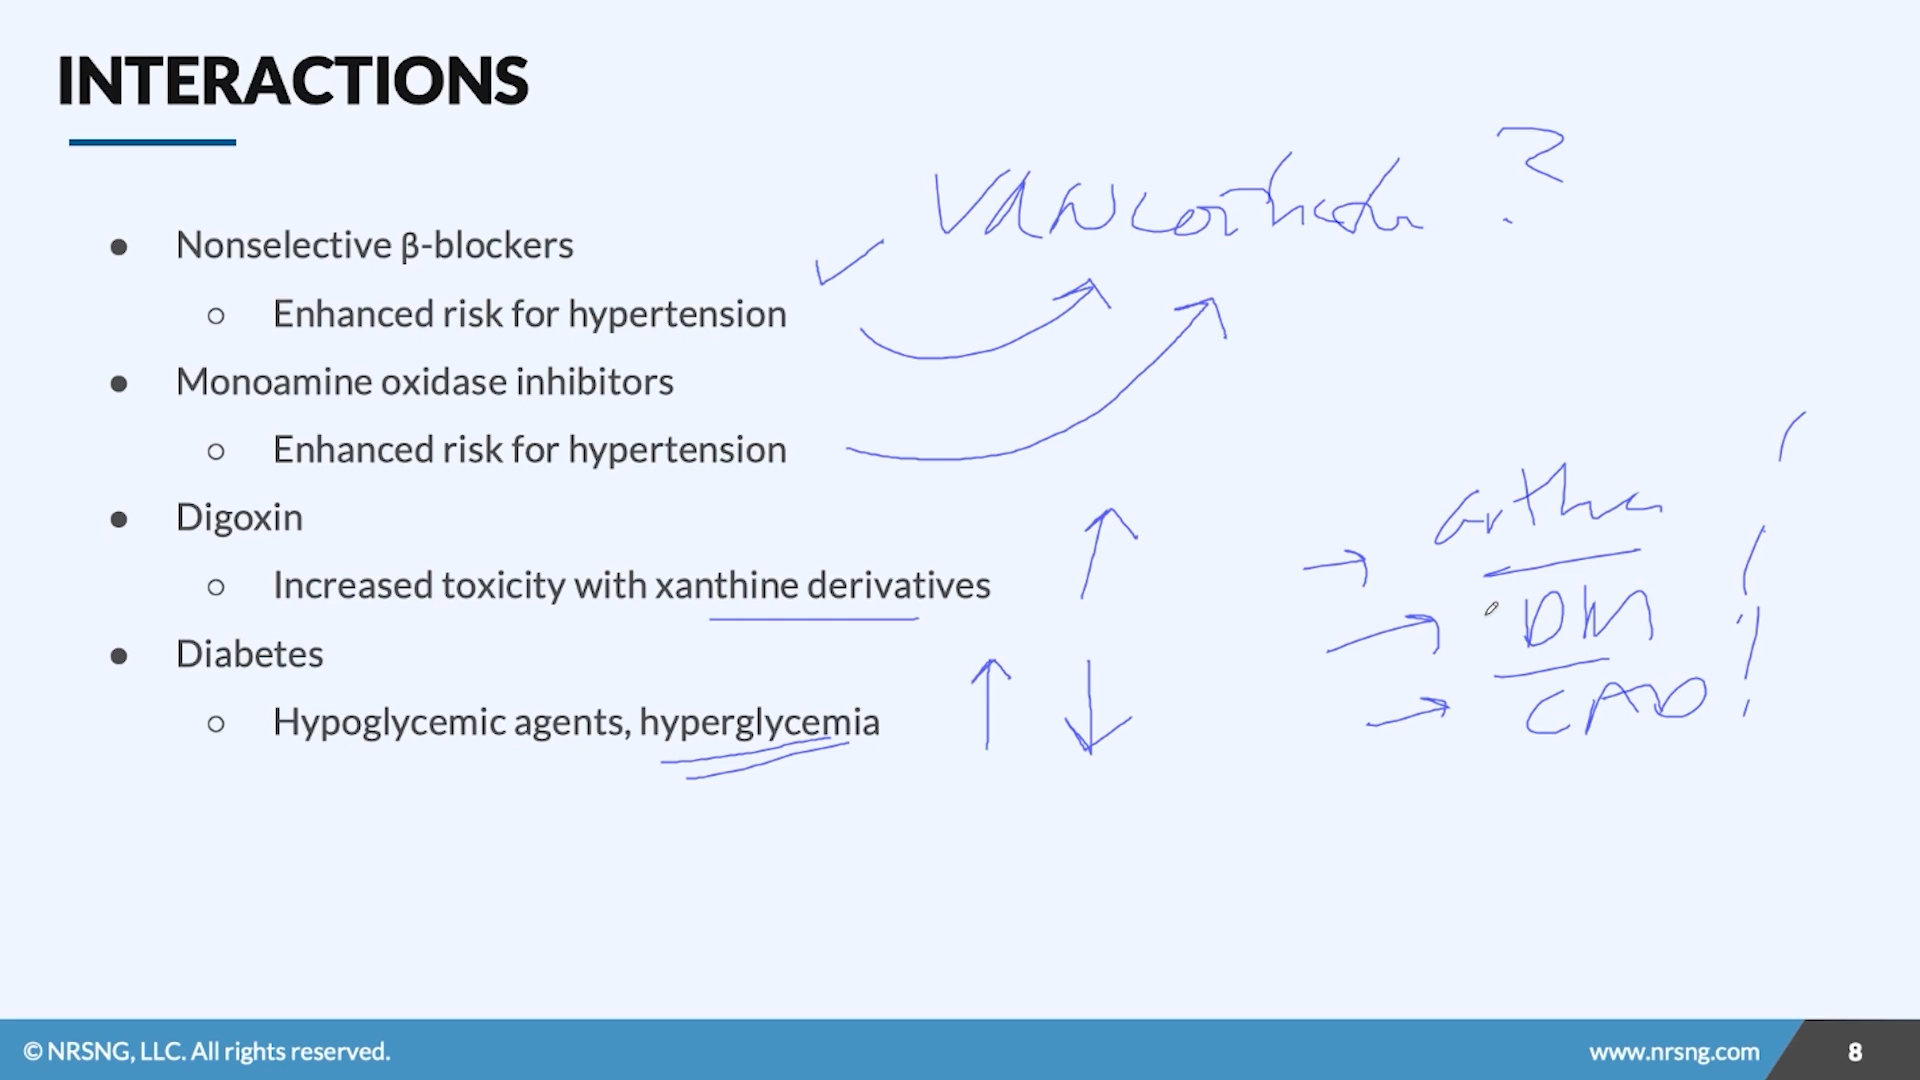 INTERACTIONS
?
● Nonselective β-blockers
○ Enhanced risk for hypertension
● Monoamine oxidase inhibitors
○ Enhanced risk for hypertension
● Digoxin
○ Increased toxicity with xanthine derivatives
● Diabetes
○ Hypoglycemic agents, hyperglycemia
DM
CAD
© NRSNG, LLC. All rights reserved.
www.nrsng.com
8